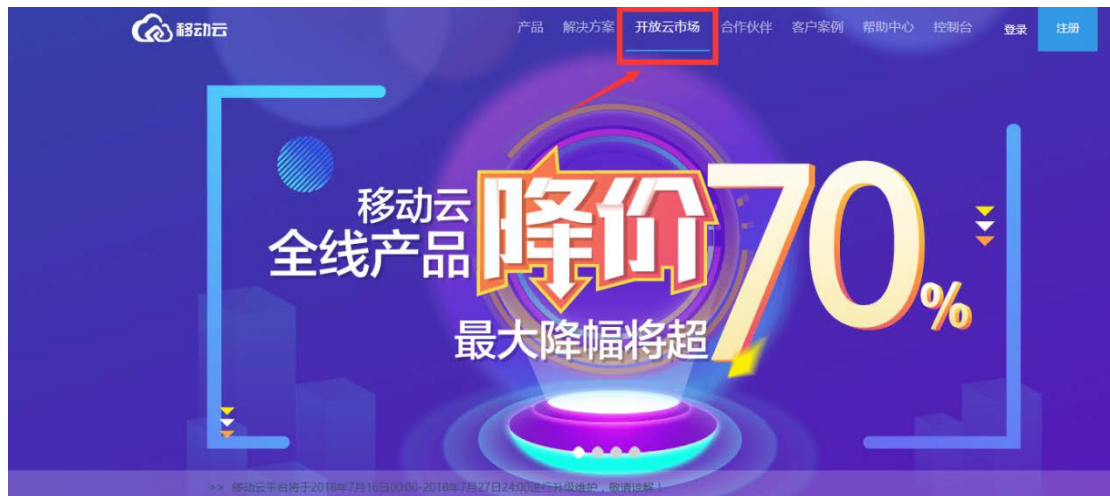 移动云 产品 解决方案 开放云市场 合作伙伴 客户案例 帮助中心 控制台 登录 注册
移动云
全线产品
降价
70%
最大降幅将超
>> 移动云平台将于2018年7月16日00:00-2018年7月27日24:00进行升级维护，敬请谅解！